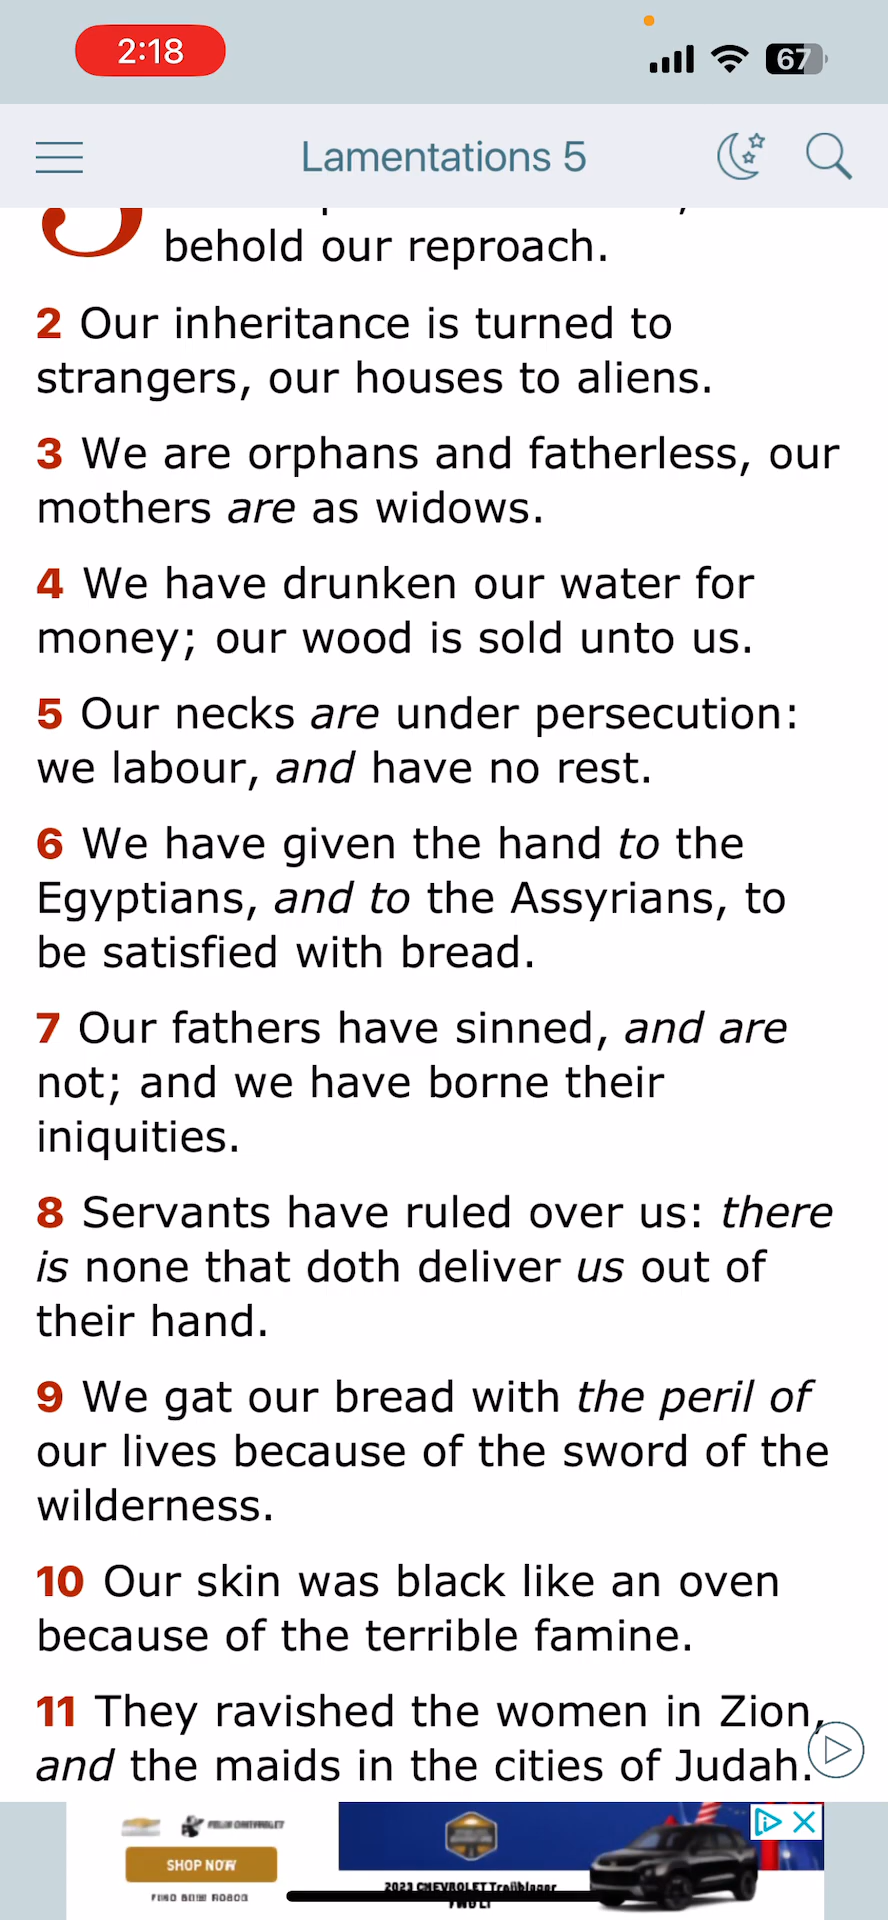 2:18
67
Lamentations 5
behold our reproach.
2 Our inheritance is turned to
strangers, our houses to aliens.
3 We are orphans and fatherless, our
mothers are as widows.
4 We have drunken our water for
money; our wood is sold unto us.
5 Our necks are under persecution:
we labour, and have no rest.
6 We have given the hand to the
Egyptians, and to the Assyrians, to
be satisfied with bread.
7 Our fathers have sinned, and are
not; and we have borne their
iniquities.
8 Servants have ruled over us: there
is none that doth deliver us out of
their hand.
9 We gat our bread with the peril of
our lives because of the sword of the
wilderness.
10 Our skin was black like an oven
because of the terrible famine.
11 They ravished the women in Zion,
and the maids in the cities of Judah.
SHOP NOW
2023 CHEVROLET Trailblazer